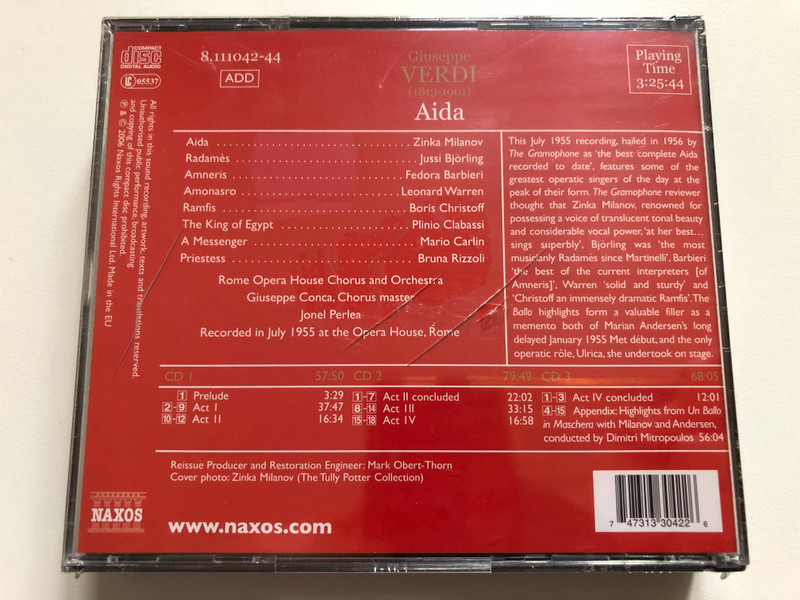 COMPACT
disc
DIGITAL AUDIO
LC 05537
8.111042-44
ADD
Giuseppe
VERDI
(1813-1901)
Aida
Playing
Time
3:25:44
All rights in this sound recording, artwork, texts and translations reserved.
Unauthorised public performance, broadcasting
and copying of this compact disc prohibited.
℗ & © 2006 Naxos Rights International Ltd. Made in the EU
Aida . . . . . . . . . . . . . . . . . . . . . . . . . . . . . Zinka Milanov
Radamès . . . . . . . . . . . . . . . . . . . . . . . . . . Jussi Björling
Amneris . . . . . . . . . . . . . . . . . . . . . . . . Fedora Barbieri
Amonasro . . . . . . . . . . . . . . . . . . . . . . . Leonard Warren
Ramfis . . . . . . . . . . . . . . . . . . . . . . . . . . Boris Christoff
The King of Egypt . . . . . . . . . . . . . . . . . . Plinio Clabassi
A Messenger . . . . . . . . . . . . . . . . . . . . . . . Mario Carlin
Priestess . . . . . . . . . . . . . . . . . . . . . . . . . . Bruna Rizzoli
Rome Opera House Chorus and Orchestra
Giuseppe Conca, Chorus master
Jonel Perlea
Recorded in July 1955 at the Opera House, Rome
This July 1955 recording, hailed in 1956 by
The Gramophone as ‘the best complete Aida
recorded to date’, features some of the
greatest operatic singers of the day at the
peak of their form. The Gramophone reviewer
thought that Zinka Milanov, renowned for
possessing a voice of translucent tonal beauty
and considerable vocal power, ‘at her best…
sings superbly’, Björling was ‘the most
musicianly Radamès since Martinelli’, Barbieri
‘the best of the current interpreters [of
Amneris]’, Warren ‘solid and sturdy’ and
‘Christoff an immensely dramatic Ramfis’. The
Ballo highlights form a valuable filler as a
memento both of Marian Andersen’s long
delayed January 1955 Met début, and the only
operatic rôle, Ulrica, she undertook on stage.
CD 1 57:50 CD 2 79:49 CD 3 68:05
1 Prelude 3:29
2-9 Act I 37:47
10-12 Act II 16:34
1-7 Act II concluded 22:02
8-14 Act III 33:15
15-18 Act IV 16:58
1-3 Act IV concluded 12:01
4-15 Appendix: Highlights from Un Ballo
in Maschera with Milanov and Andersen,
conducted by Dimitri Mitropoulos 56:04
Reissue Producer and Restoration Engineer: Mark Obert-Thorn
Cover photo: Zinka Milanov (The Tully Potter Collection)
NAXOS
www.naxos.com
7 47313 30422 6